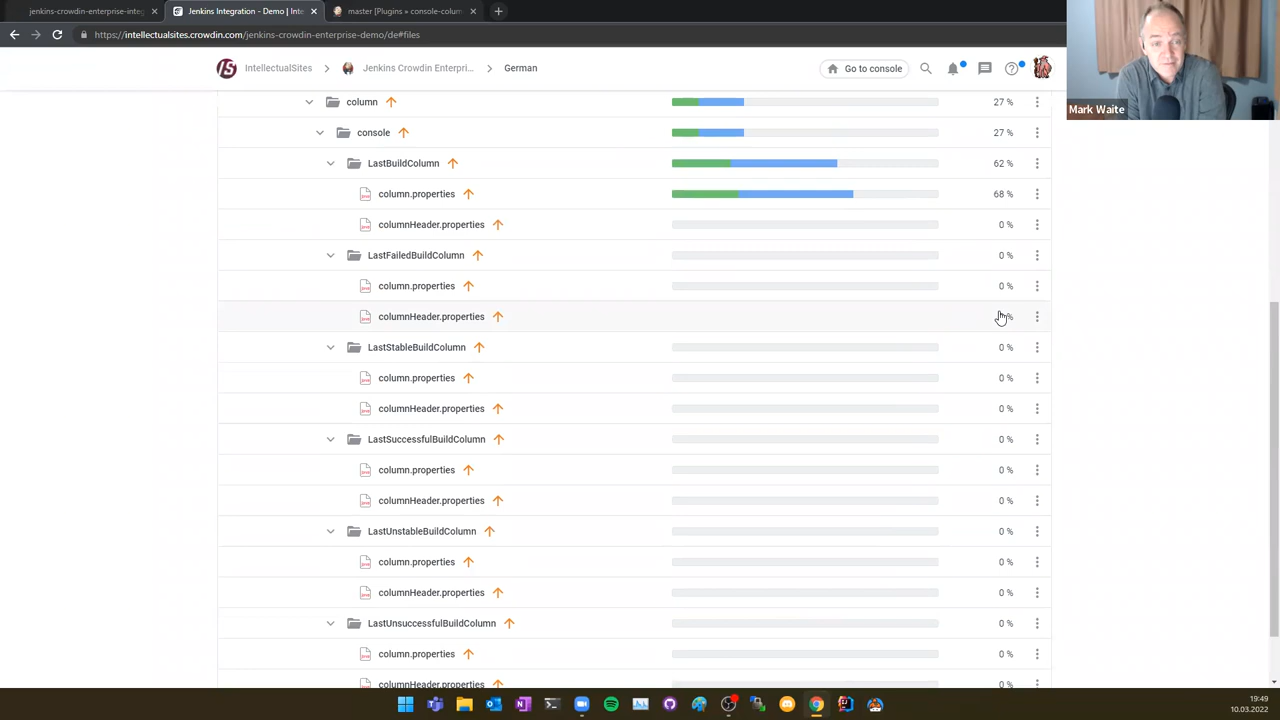 jenkins-crowdin-enterprise-integ
Jenkins Integration - Demo | Inte
master [Plugins » console-colum
https://intellectualsites.crowdin.com/jenkins-crowdin-enterprise-demo/de#files
IntellectualSites
Jenkins Crowdin Enterpri...
German
Go to console
Mark Waite
column 27 %
console 27 %
LastBuildColumn 62 %
column.properties 68 %
columnHeader.properties 0 %
LastFailedBuildColumn 0 %
column.properties 0 %
columnHeader.properties %
LastStableBuildColumn 0 %
column.properties 0 %
columnHeader.properties 0 %
LastSuccessfulBuildColumn 0 %
column.properties 0 %
columnHeader.properties 0 %
LastUnstableBuildColumn 0 %
column.properties 0 %
columnHeader.properties 0 %
LastUnsuccessfulBuildColumn 0 %
column.properties 0 %
columnHeader.properties 0 %
19:49
10.03.2022